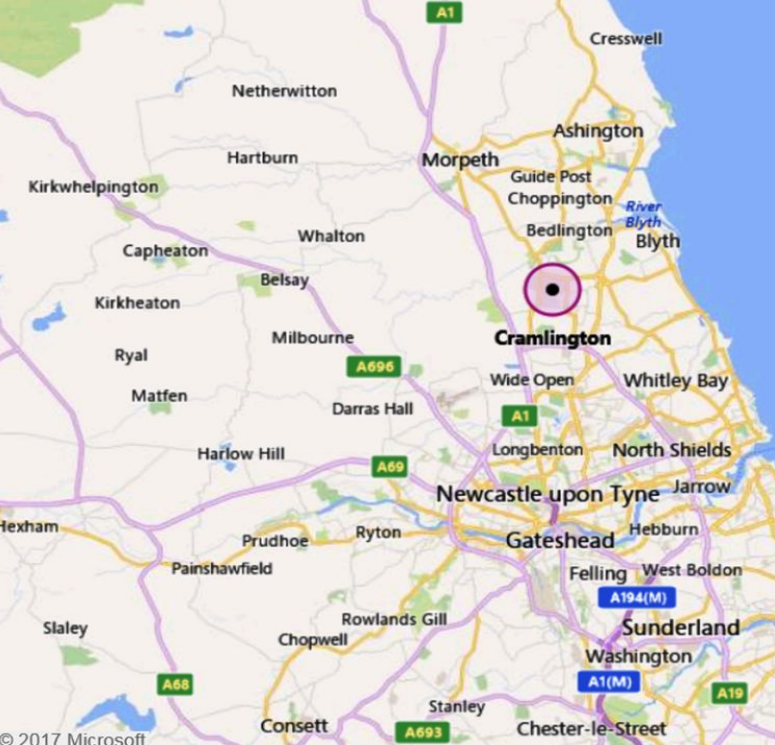 A1
Cresswell
Netherwitton
Ashington
Hartburn
Morpeth
Guide Post
Kirkwhelpington
Choppington
River
Blyth
Bedlington
Whalton
Blyth
Capheaton
Belsay
Kirkheaton
Milbourne
Cramlington
Ryal
A696
Wide Open
Whitley Bay
Matfen
Darras Hall
A1
Harlow Hill
Longbenton
North Shields
A69
Newcastle upon Tyne
Jarrow
Hexham
Prudhoe
Ryton
Gateshead
Hebburn
Painshawfield
Felling
West Boldon
A194(M)
Slaley
Rowlands Gill
Sunderland
Chopwell
Washington
A68
A1(M)
A19
Stanley
Consett
A693
Chester-le-Street
© 2017 Microsoft